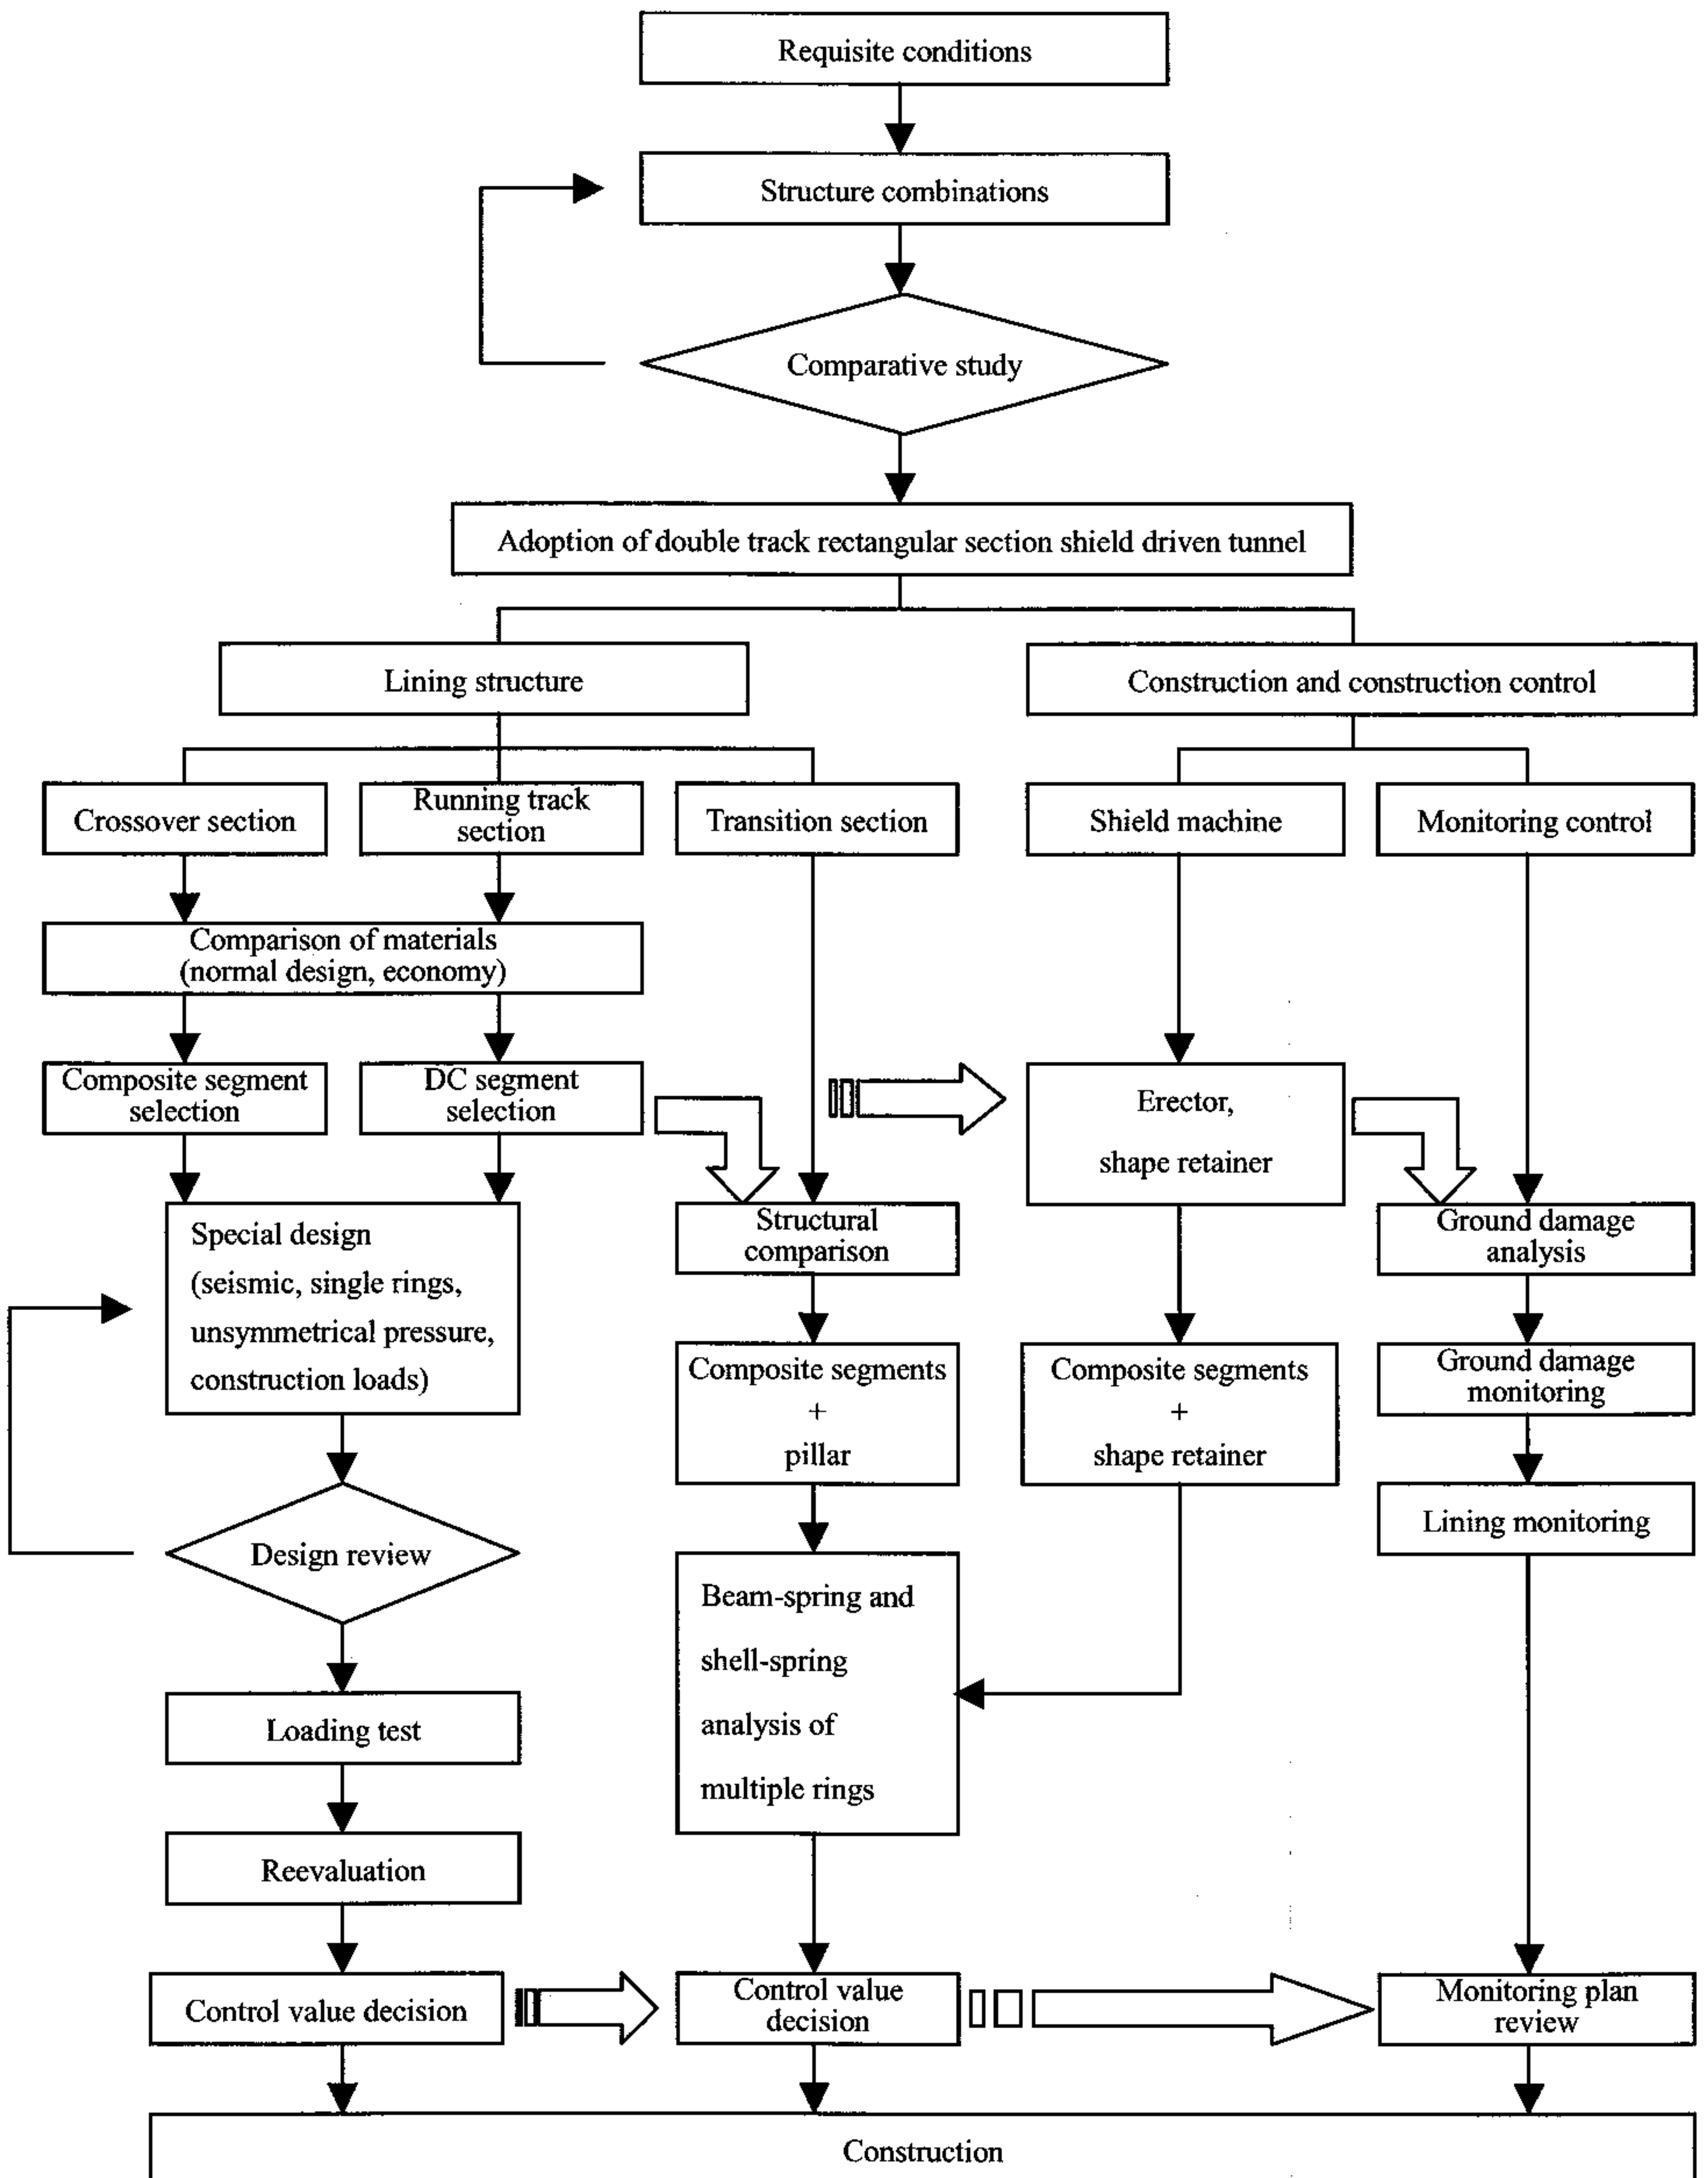 Requisite conditions
Structure combinations
Comparative study
Adoption of double track rectangular section shield driven tunnel
Lining structure
Construction and construction control
Crossover section
Running track
section
Transition section
Shield machine
Monitoring control
Comparison of materials
(normal design, economy)
Composite segment
selection
DC segment
selection
Erector,
shape retainer
Special design
(seismic, single rings,
unsymmetrical pressure,
construction loads)
Structural
comparison
Ground damage
analysis
Composite segments
+
pillar
Composite segments
+
shape retainer
Ground damage
monitoring
Lining monitoring
Design review
Beam-spring and
shell-spring
analysis of
multiple rings
Loading test
Reevaluation
Control value decision
Control value
decision
Monitoring plan
review
Construction